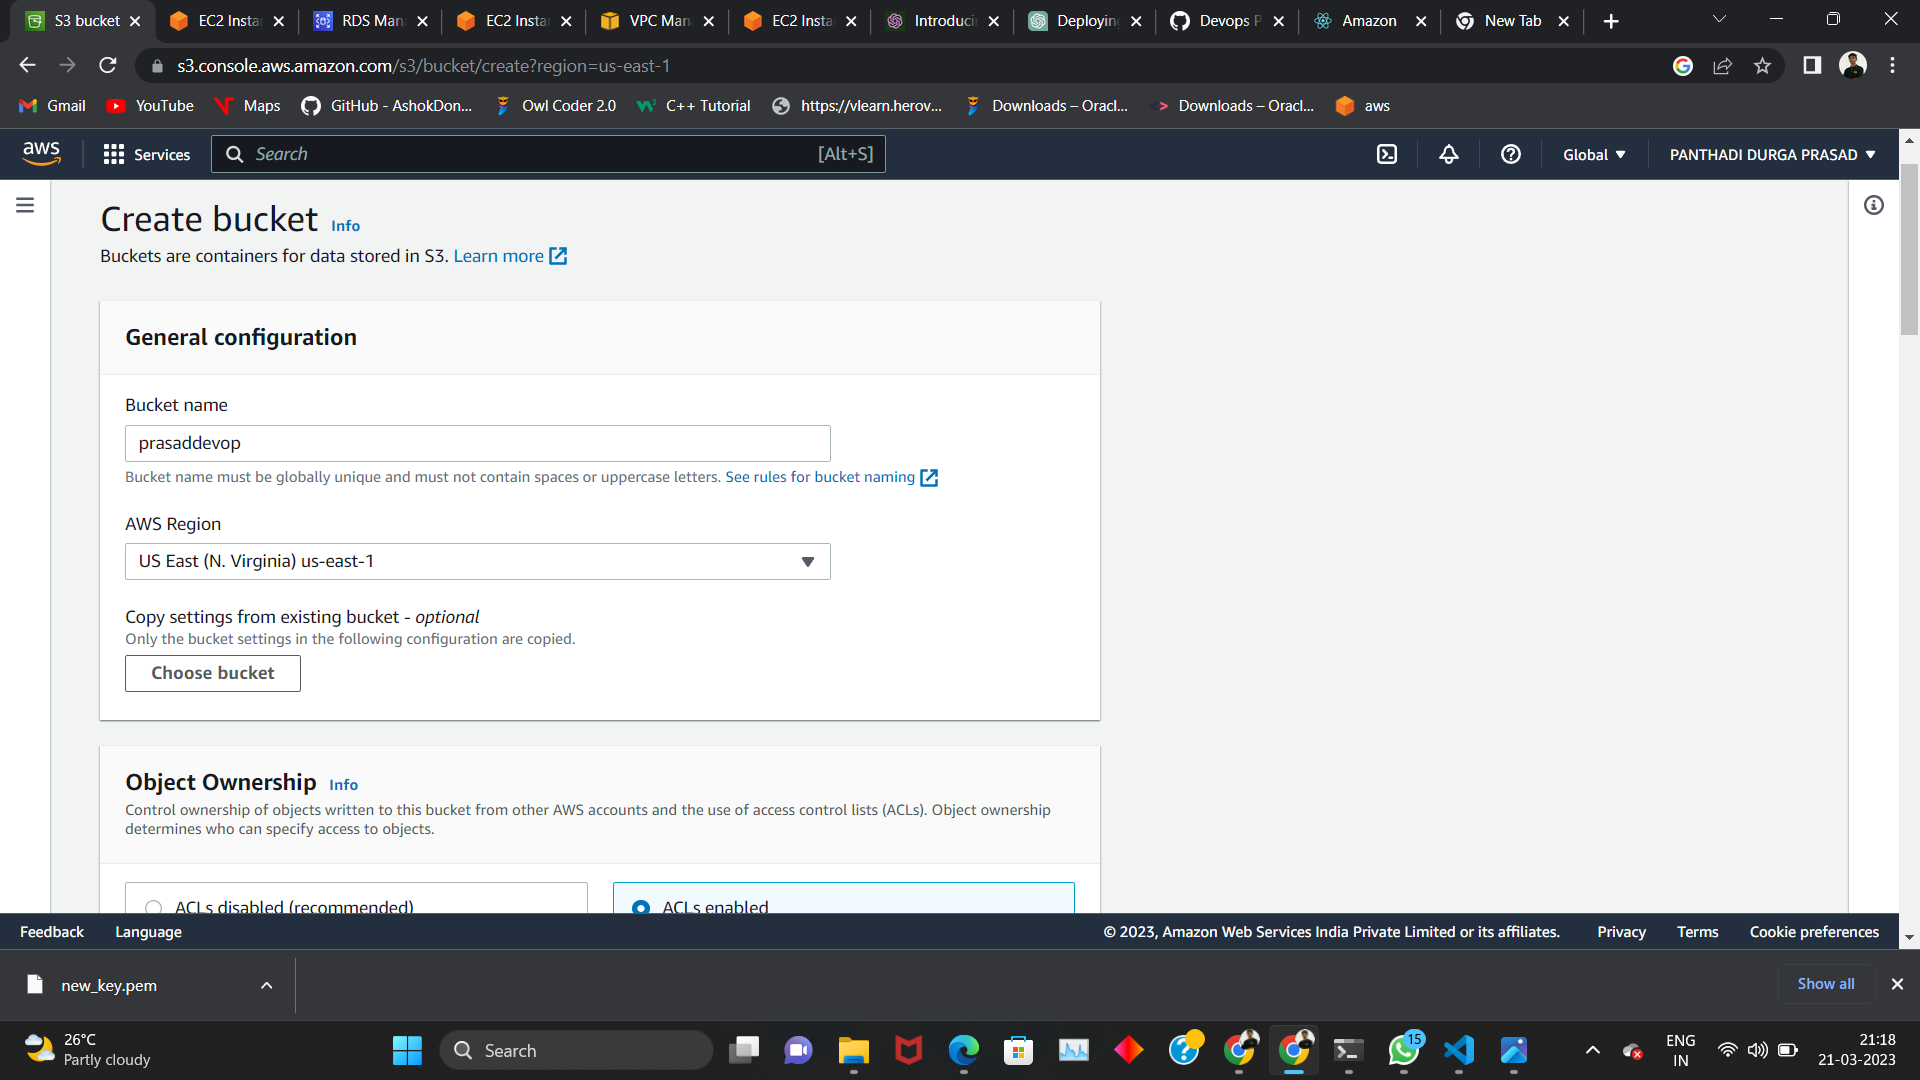 S3 bucket
EC2 Insta
RDS Man
EC2 Insta
VPC Man
EC2 Insta
Introducin
Deploying
Devops P
Amazon
New Tab
s3.console.aws.amazon.com/s3/bucket/create?region=us-east-1
Gmail
YouTube
Maps
GitHub - AshokDon...
Owl Coder 2.0
C++ Tutorial
https://vlearn.herov...
Downloads – Oracl...
Downloads – Oracl...
aws
aws
Services
Search
[Alt+S]
Global
PANTHADI DURGA PRASAD
Create bucket Info
Buckets are containers for data stored in S3. Learn more
General configuration
Bucket name
prasaddevop
Bucket name must be globally unique and must not contain spaces or uppercase letters. See rules for bucket naming
AWS Region
US East (N. Virginia) us-east-1
Copy settings from existing bucket - optional
Only the bucket settings in the following configuration are copied.
Choose bucket
Object Ownership Info
Control ownership of objects written to this bucket from other AWS accounts and the use of access control lists (ACLs). Object ownership
determines who can specify access to objects.
ACLs disabled (recommended)
ACLs enabled
Feedback
Language
© 2023, Amazon Web Services India Private Limited or its affiliates.
Privacy
Terms
Cookie preferences
new_key.pem
Show all
26°C
Partly cloudy
Search
15
ENG
IN
21:18
21-03-2023